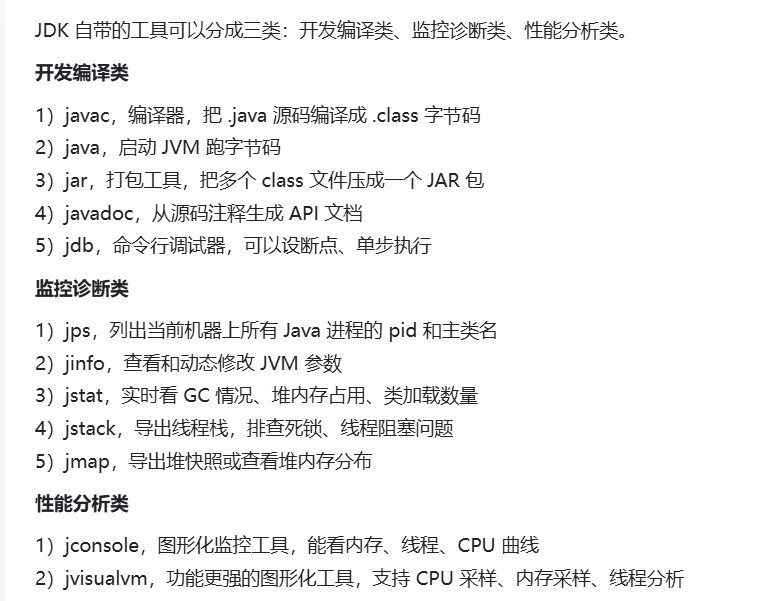 JDK 自带的工具可以分成三类：开发编译类、监控诊断类、性能分析类。
开发编译类
1）javac，编译器，把 .java 源码编译成 .class 字节码
2）java，启动 JVM 跑字节码
3）jar，打包工具，把多个 class 文件压成一个 JAR 包
4）javadoc，从源码注释生成 API 文档
5）jdb，命令行调试器，可以设断点、单步执行
监控诊断类
1）jps，列出当前机器上所有 Java 进程的 pid 和主类名
2）jinfo，查看和动态修改 JVM 参数
3）jstat，实时看 GC 情况、堆内存占用、类加载数量
4）jstack，导出线程栈，排查死锁、线程阻塞问题
5）jmap，导出堆快照或查看堆内存分布
性能分析类
1）jconsole，图形化监控工具，能看内存、线程、CPU 曲线
2）jvisualvm，功能更强的图形化工具，支持 CPU 采样、内存采样、线程分析